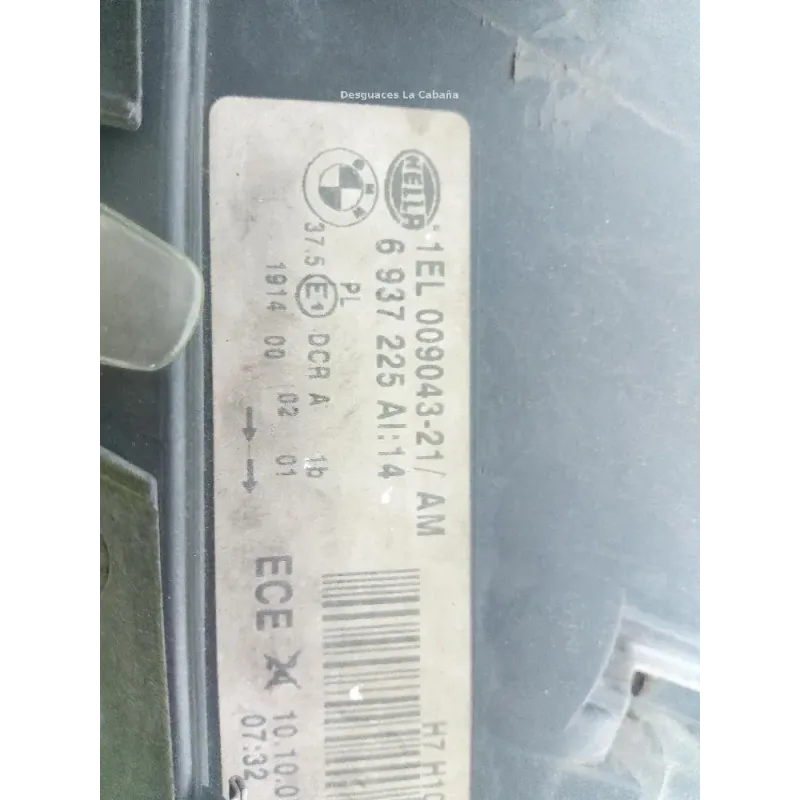 Desguaces La Cabaña
HELLA
BMW
1EL 009043-21/ AM
6 937 225 AI:14
PL
37.5 E1 DCR A 1b
1914 00 02 01
ECE
10.10.0
07:32
H7 H1